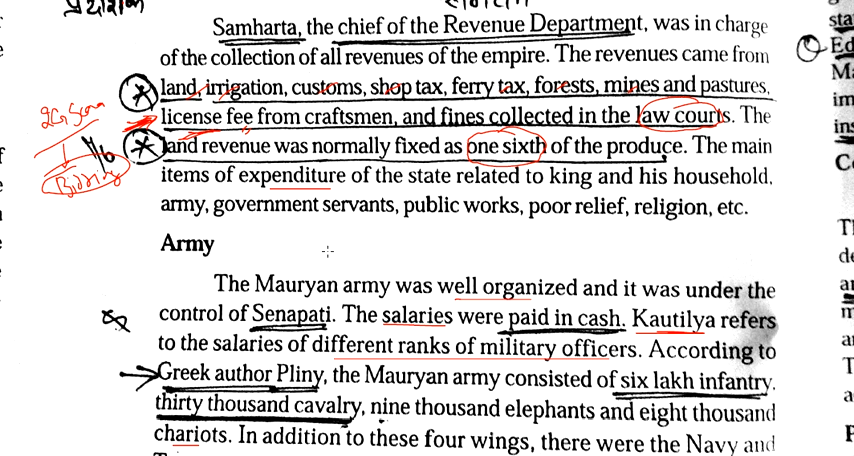 Samharta, the chief of the Revenue Department, was in charge
of the collection of all revenues of the empire. The revenues came from
land, irrigation, customs, shop tax, ferry tax, forests, mines and pastures,
license fee from craftsmen, and fines collected in the law courts. The
land revenue was normally fixed as one sixth of the produce. The main
items of expenditure of the state related to king and his household,
army, government servants, public works, poor relief, religion, etc.
Army
The Mauryan army was well organized and it was under the
control of Senapati. The salaries were paid in cash. Kautilya refers
to the salaries of different ranks of military officers. According to
Greek author Pliny, the Mauryan army consisted of six lakh infantry,
thirty thousand cavalry, nine thousand elephants and eight thousand
chariots. In addition to these four wings, there were the Navy and
1/6
Bidding